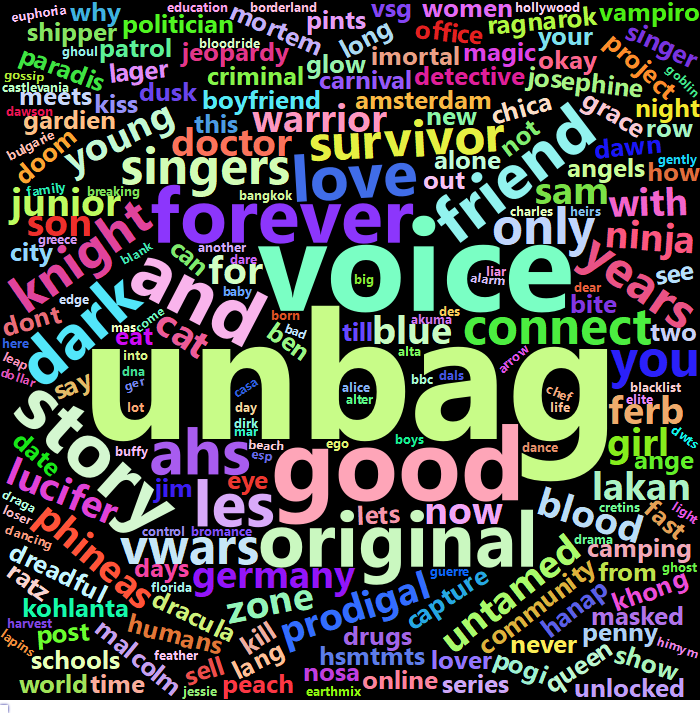 euphoria
why
education
borderland
vsg
women
hollywood
ragnarok
vampiro
shipper
politician
mortem
pints
long
office
your
singer
ghoul
patrol
bloodride
jeopardy
glow
imortal
magic
okay
project
goblin
gossip
paradis
lager
criminal
carnival
detective
josephine
castlevania
meets
kiss
dusk
boyfriend
amsterdam
chica
grace
night
dawson
gardien
young
this
warrior
new
not
row
bulgarie
doom
doctor
survivor
alone
dawn
gently
singers
love
out
friend
angels
how
family
breaking
junior
forever
bangkok
sam
with
son
knight
only
charles
heirs
ninja
greece
blank
can
another
voice
years
see
city
and
for
dare
big
alarm
liar
dear
edge
baby
bite
dont
dark
mas
come
cat
born
bad
ben
till
blue
akuma
des
connect
two
here
eat
unbag
alta
arrow
you
leap
into
dollar
say
dna
ger
casa
alice
bbc
dals
chef
blacklist
story
lot
day
alter
life
elite
ferb
dirk
mar
date
buffy
ahs
beach
esp
ego
boys
good
dance
girl
dwts
ange
lucifer
jim
les
eye
lakan
draga
loser
phineas
lets
now
blood
cretins
fast
light
dancing
control
bromance
vwars
original
drama
camping
dreadful
days
germany
florida
guerre
untamed
community
from
ghost
ratz
kohlanta
dracula
zone
prodigal
capture
hanap
khong
harvest
post
humans
kill
drugs
never
penny
masked
lapins
malcolm
feather
lang
hsmtmts
lover
pogi
queen
show
himym
schools
sell
nosa
world
time
jessie
peach
earthmix
online
series
unlocked